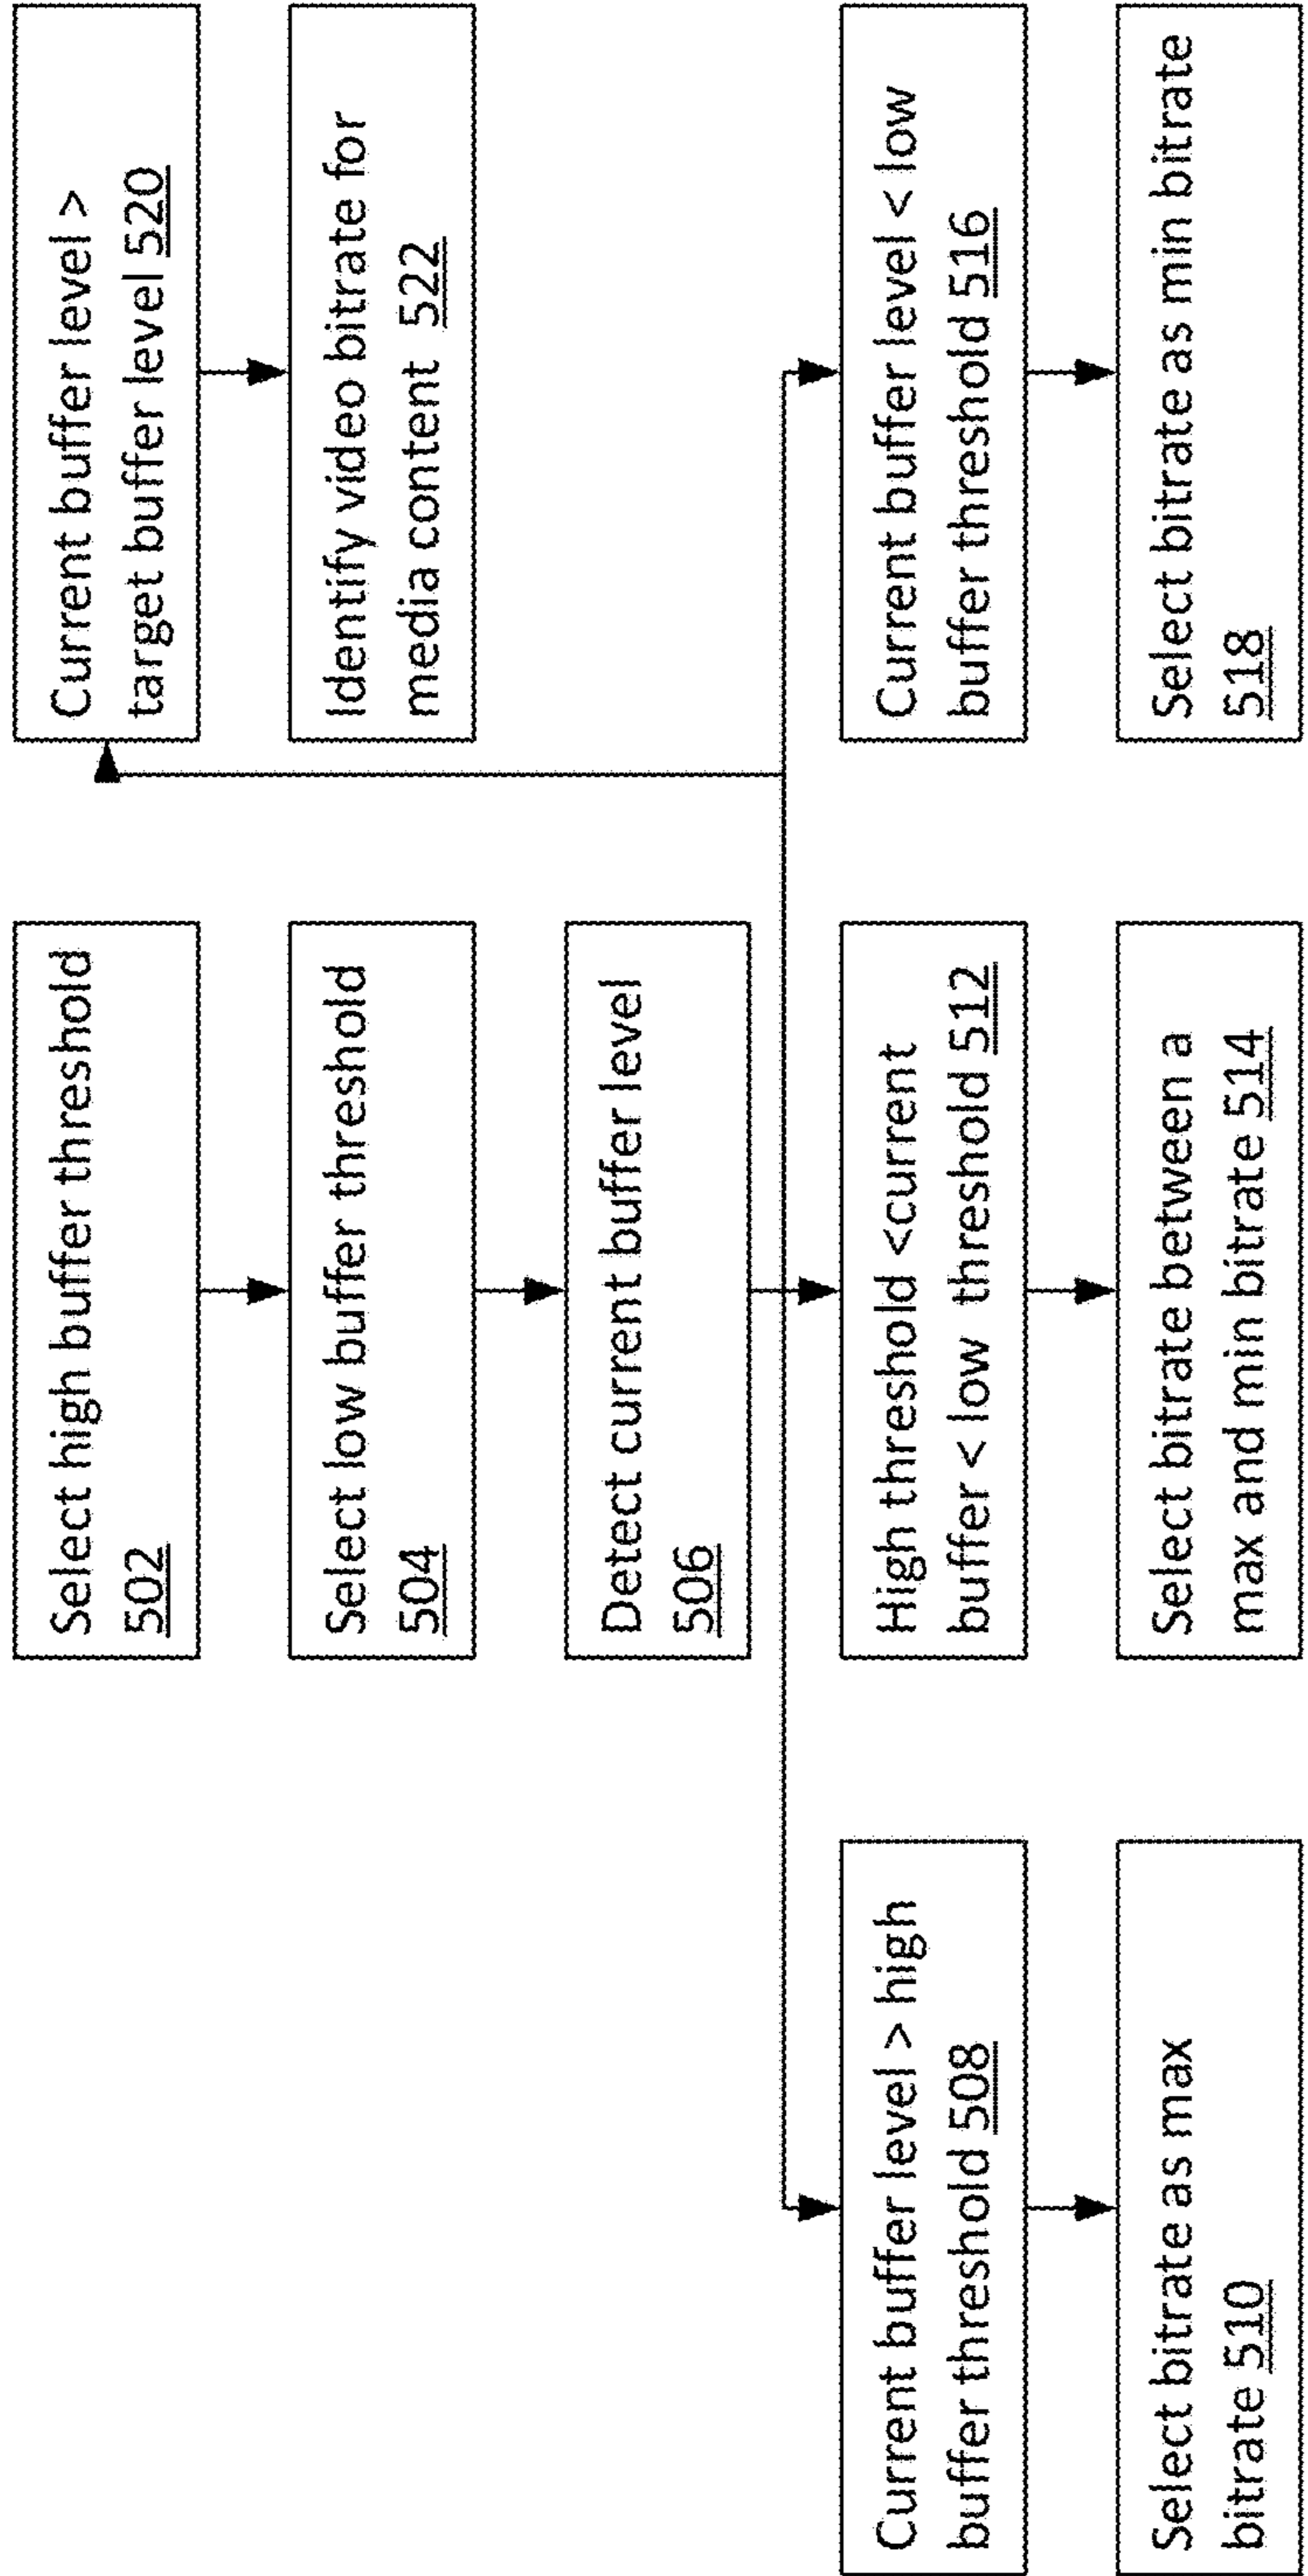 Select high buffer threshold
502
Select low buffer threshold
504
Detect current buffer level
506
Current buffer level > high
buffer threshold 508
Select bitrate as max
bitrate 510
High threshold <current
buffer < low  threshold 512
Select bitrate between a
max and min bitrate 514
Current buffer level < low
buffer threshold 516
Select bitrate as min bitrate
518
Current buffer level >
target buffer level 520
Identify video bitrate for
media content  522